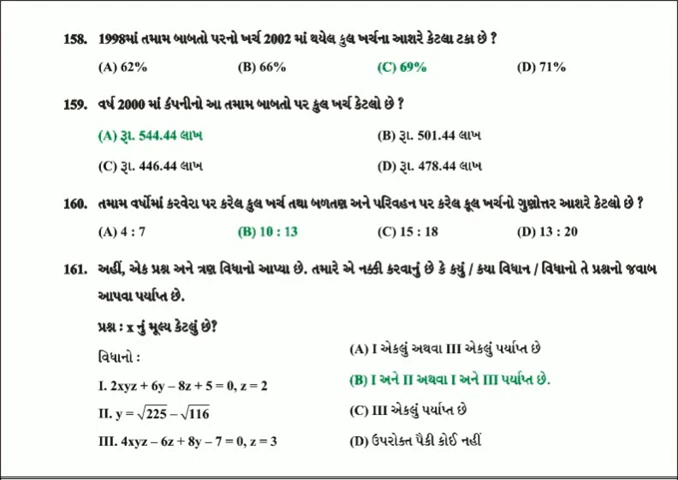 158. 1998માં તમામ બાબતો પરનો ખર્ચ 2002 માં થયેલ કુલ ખર્ચના આશરે કેટલા ટકા છે ?
(A) 62% (B) 66% (C) 69% (D) 71%
159. વર્ષ 2000 માં કંપનીનો આ તમામ બાબતો પર કુલ ખર્ચ કેટલો છે ?
(A) રૂા. 544.44 લાખ (B) રૂા. 501.44 લાખ
(C) રૂા. 446.44 લાખ (D) રૂા. 478.44 લાખ
160. તમામ વર્ષોમાં કરવેરા પર કરેલ કુલ ખર્ચ તથા બળતણ અને પરિવહન પર કરેલ કૂલ ખર્ચનો ગુણોત્તર આશરે કેટલો છે ?
(A) 4 : 7 (B) 10 : 13 (C) 15 : 18 (D) 13 : 20
161. અહીં, એક પ્રશ્ન અને ત્રણ વિધાનો આપ્યા છે. તમારે એ નક્કી કરવાનું છે કે કયું / કયા વિધાન / વિધાનો તે પ્રશ્નનો જવાબ
આપવા પર્યાપ્ત છે.
પ્રશ્ન : x નું મૂલ્ય કેટલું છે?
વિધાનો :
I. 2xyz + 6y – 8z + 5 = 0, z = 2
II. y = √225 – √116
III. 4xyz – 6z + 8y – 7 = 0, z = 3
(A) I એકલું અથવા III એકલું પર્યાપ્ત છે
(B) I અને II અથવા I અને III પર્યાપ્ત છે.
(C) III એકલું પર્યાપ્ત છે
(D) ઉપરોક્ત પૈકી કોઈ નહીં